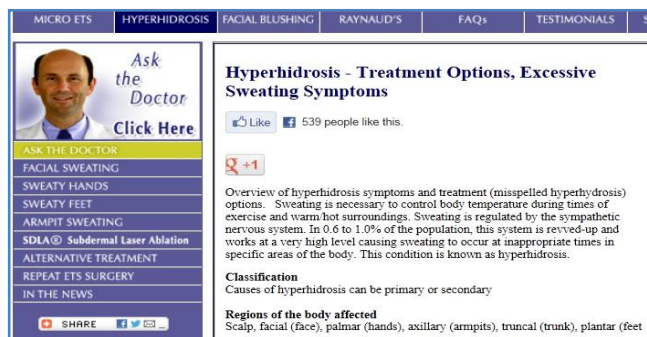 MICRO ETS HYPERHIDROSIS FACIAL BLUSHING RAYNAUD'S FAQs TESTIMONIALS S
Ask
the
Doctor
Click Here
ASK THE DOCTOR
FACIAL SWEATING
SWEATY HANDS
SWEATY FEET
ARMPIT SWEATING
SDLA® Subdermal Laser Ablation
ALTERNATIVE TREATMENT
REPEAT ETS SURGERY
IN THE NEWS
SHARE
Hyperhidrosis - Treatment Options, Excessive
Sweating Symptoms
Like 539 people like this.
+1
Overview of hyperhidrosis symptoms and treatment (misspelled hyperhydrosis)
options. Sweating is necessary to control body temperature during times of
exercise and warm/hot surroundings. Sweating is regulated by the sympathetic
nervous system. In 0.6 to 1.0% of the population, this system is revved-up and
works at a very high level causing sweating to occur at inappropriate times in
specific areas of the body. This condition is known as hyperhidrosis.
Classification
Causes of hyperhidrosis can be primary or secondary
Regions of the body affected
Scalp, facial (face), palmar (hands), axillary (armpits), truncal (trunk), plantar (feet